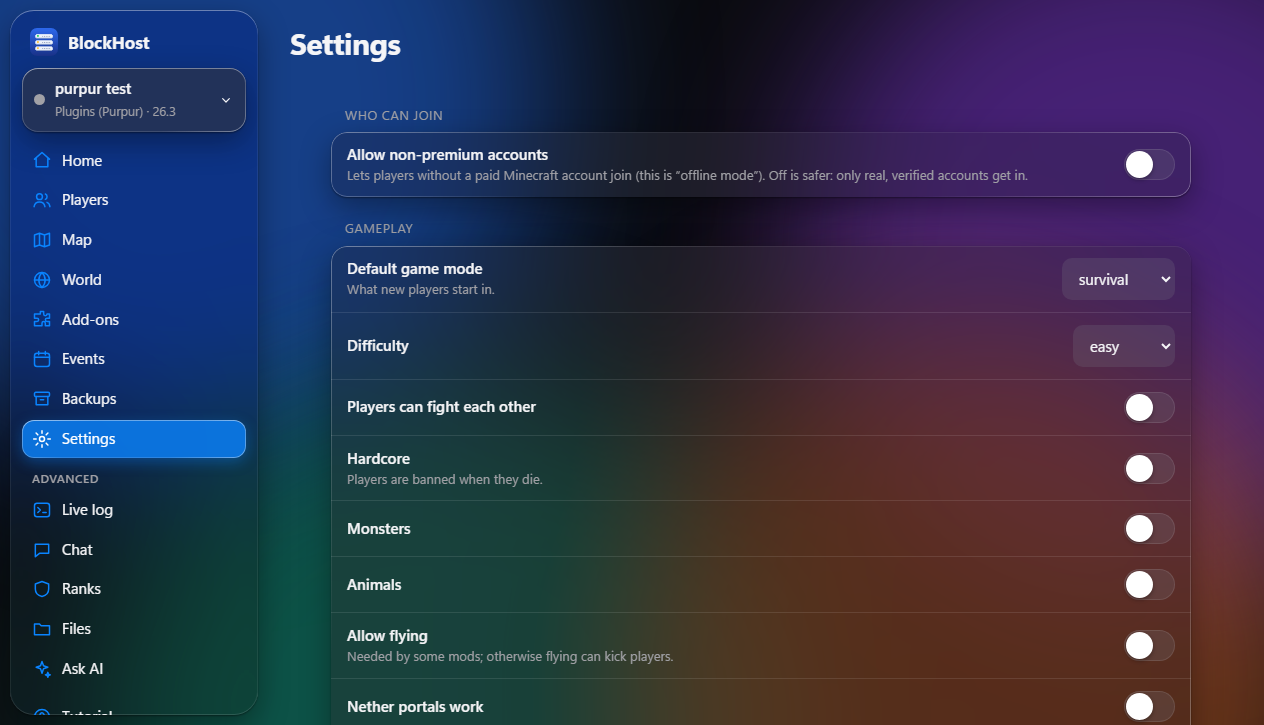 BlockHost
purpur test
Plugins (Purpur) · 26.3
Home
Players
Map
World
Add-ons
Events
Backups
Settings
ADVANCED
Live log
Chat
Ranks
Files
Ask AI
Tutorial
Settings
WHO CAN JOIN
Allow non-premium accounts
Lets players without a paid Minecraft account join (this is “offline mode”). Off is safer: only real, verified accounts get in.
GAMEPLAY
Default game mode
What new players start in.
survival
Difficulty
easy
Players can fight each other
Hardcore
Players are banned when they die.
Monsters
Animals
Allow flying
Needed by some mods; otherwise flying can kick players.
Nether portals work